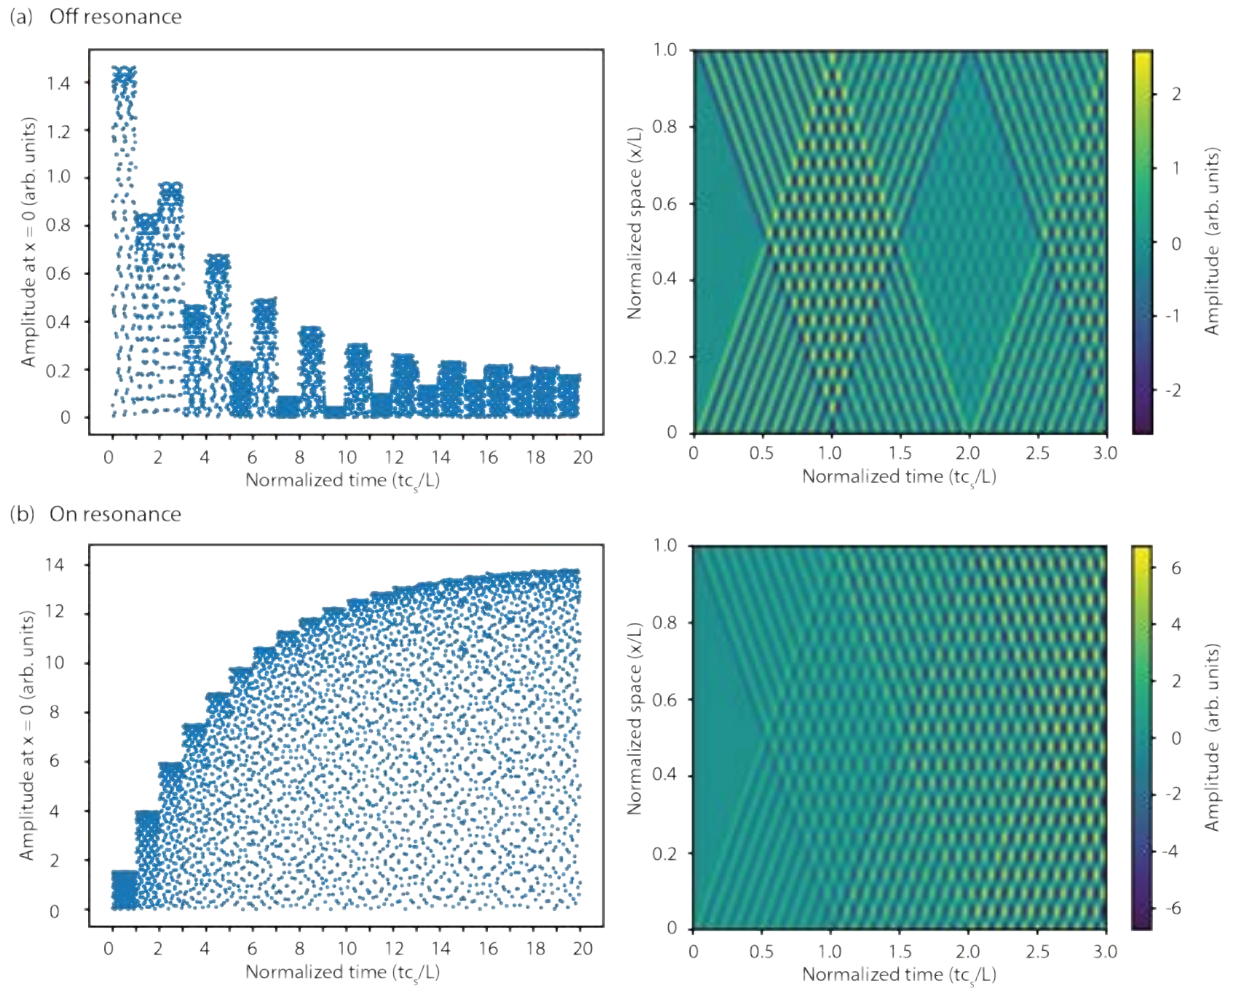 (a) Off resonance
Amplitude at x = 0 (arb. units)
1.4
1.2
1.0
0.8
0.6
0.4
0.2
0
0 2 4 6 8 10 12 14 16 18 20
Normalized time (tcs/L)
Normalized space (x/L)
1.0
0.8
0.6
0.4
0.2
0
0 0.5 1.0 1.5 2.0 2.5 3.0
Normalized time (tcs/L)
2
1
0
-1
-2
Amplitude (arb. units)
(b) On resonance
Amplitude at x = 0 (arb. units)
14
12
10
8
6
4
2
0
0 2 4 6 8 10 12 14 16 18 20
Normalized time (tcs/L)
Normalized space (x/L)
1.0
0.8
0.6
0.4
0.2
0
0 0.5 1.0 1.5 2.0 2.5 3.0
Normalized time (tcs/L)
6
4
2
0
-2
-4
-6
Amplitude (arb. units)